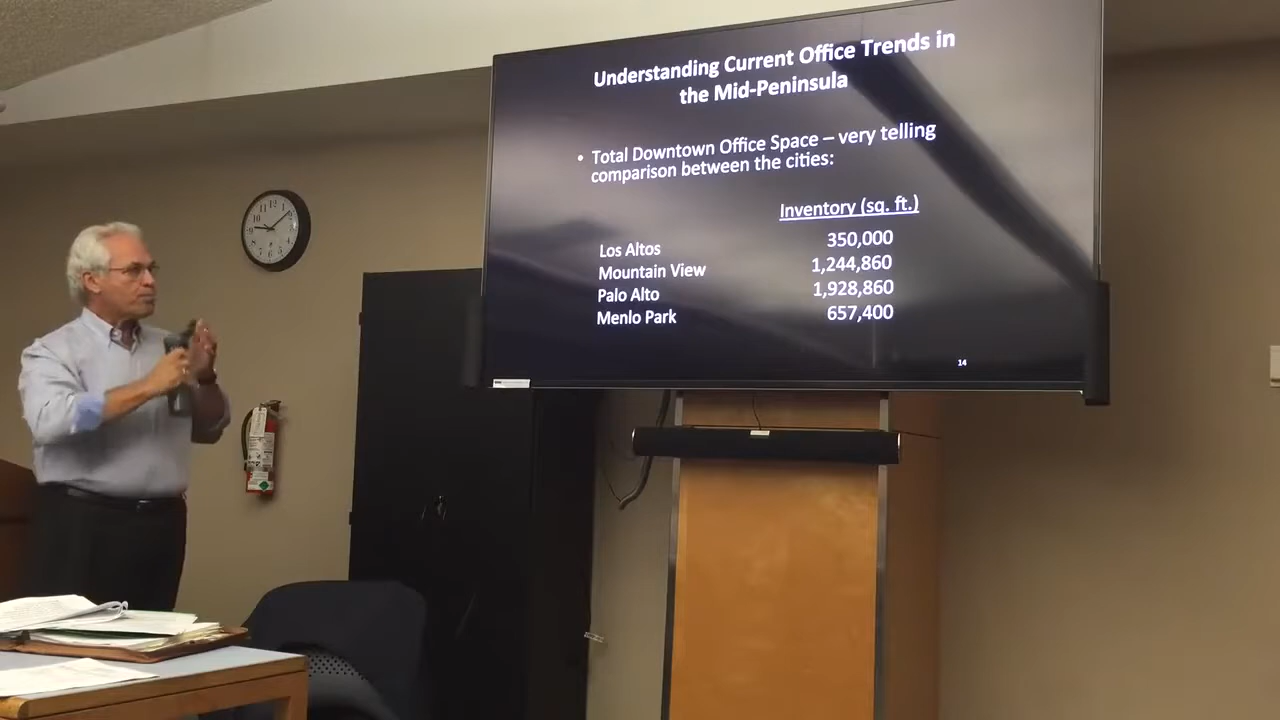 Understanding Current Office Trends in
the Mid-Peninsula
• Total Downtown Office Space – very telling
comparison between the cities:
Inventory (sq. ft.)
Los Altos 350,000
Mountain View 1,244,860
Palo Alto 1,928,860
Menlo Park 657,400
14